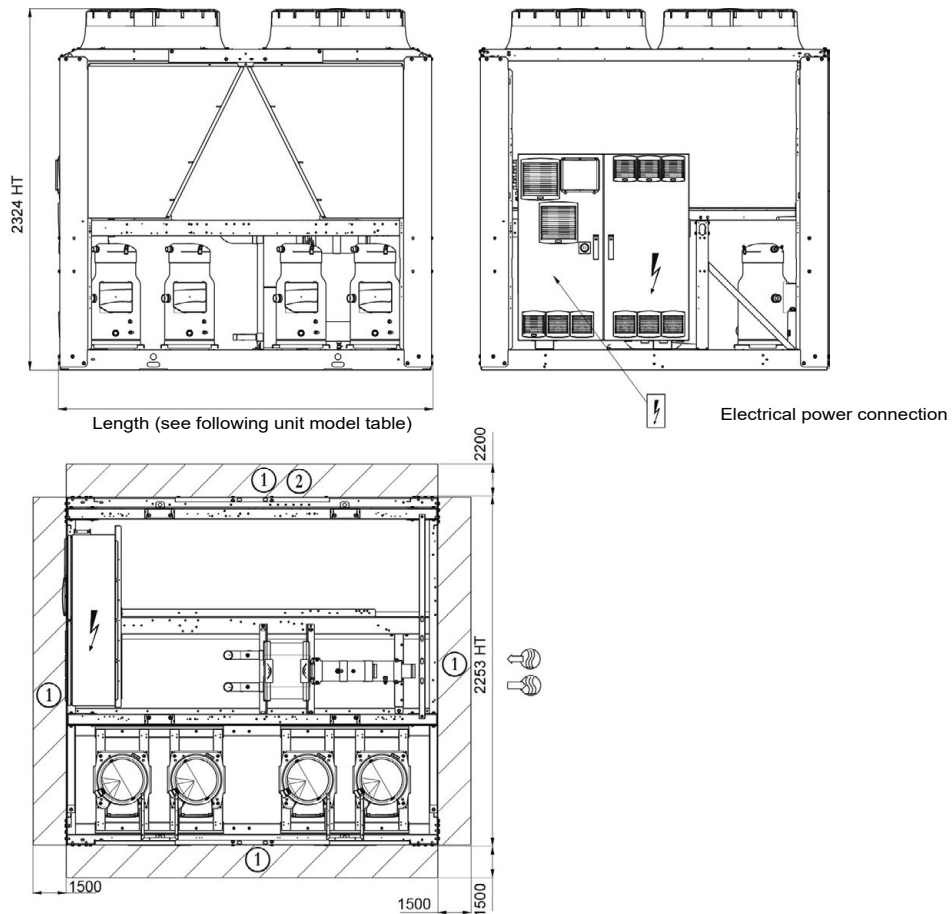 2324 HT
Length (see following unit model table)
Electrical power connection
2200
1 2
2253 HT
1
1
1
1500
1500
1500